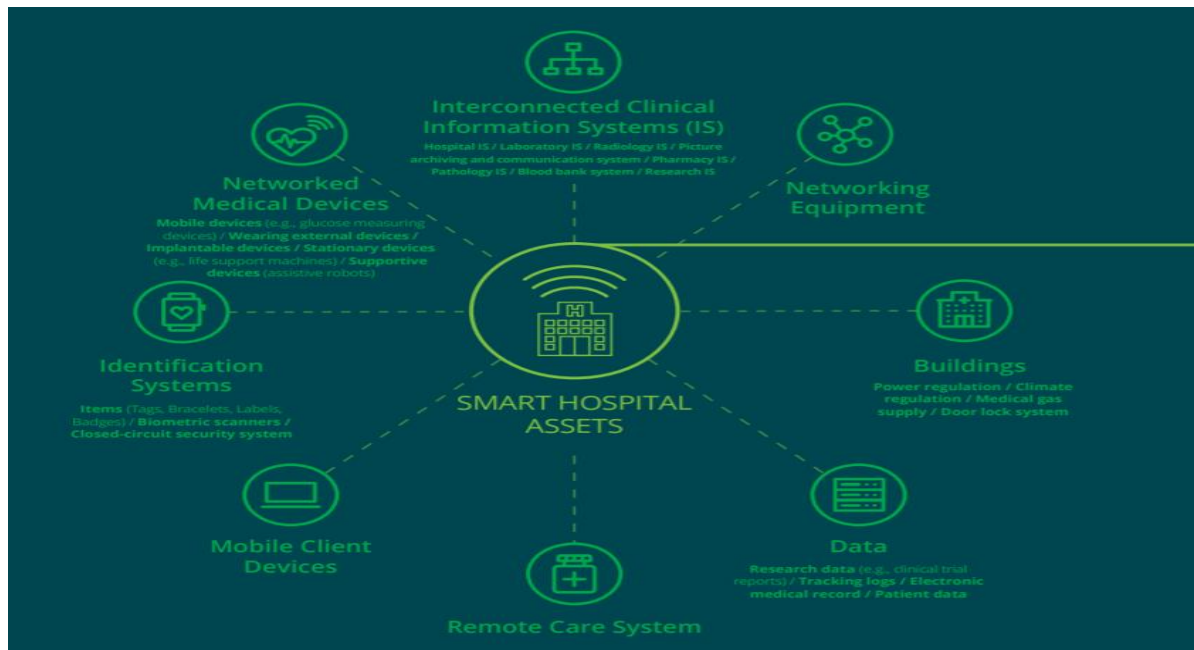 Interconnected Clinical
Information Systems (IS)
Hospital IS / Laboratory IS / Radiology IS / Picture
archiving and communication system / Pharmacy IS /
Pathology IS / Blood bank system / Research IS
Networking
Equipment
Networked
Medical Devices
Mobile devices (e.g., glucose measuring
devices) / Wearing external devices /
Implantable devices / Stationary devices
(e.g., life support machines) / Supportive
devices (assistive robots)
H
SMART HOSPITAL
ASSETS
Identification
Systems
Items (Tags, Bracelets, Labels,
Badges) / Biometric scanners /
Closed-circuit security system
Buildings
Power regulation / Climate
regulation / Medical gas
supply / Door lock system
Mobile Client
Devices
Remote Care System
Data
Research data (e.g., clinical trial
reports) / Tracking logs / Electronic
medical record / Patient data